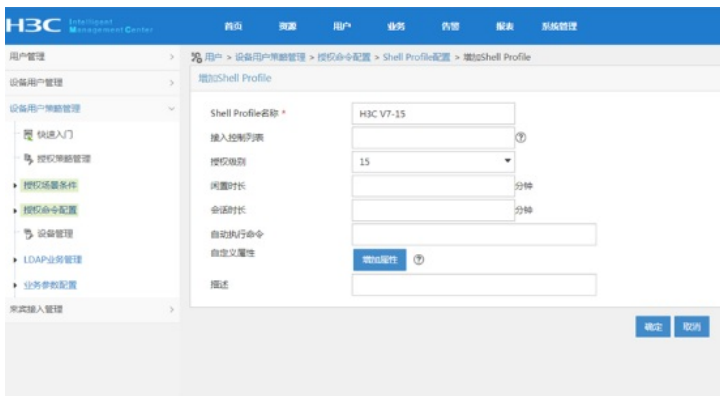 H3C Intelligent Management Center
首页 资源 用户 业务 告警 报表 系统管理
用户管理
设备用户管理
设备用户策略管理
快速入门
授权策略管理
授权场景条件
授权命令配置
设备管理
LDAP业务管理
业务参数配置
来宾接入管理
用户 > 设备用户策略管理 > 授权命令配置 > Shell Profile配置 > 增加Shell Profile
增加Shell Profile
Shell Profile名称 * H3C V7-15
接入控制列表
授权级别 15
闲置时长 分钟
会话时长 分钟
自动执行命令
自定义属性 增加属性
描述
确定 取消